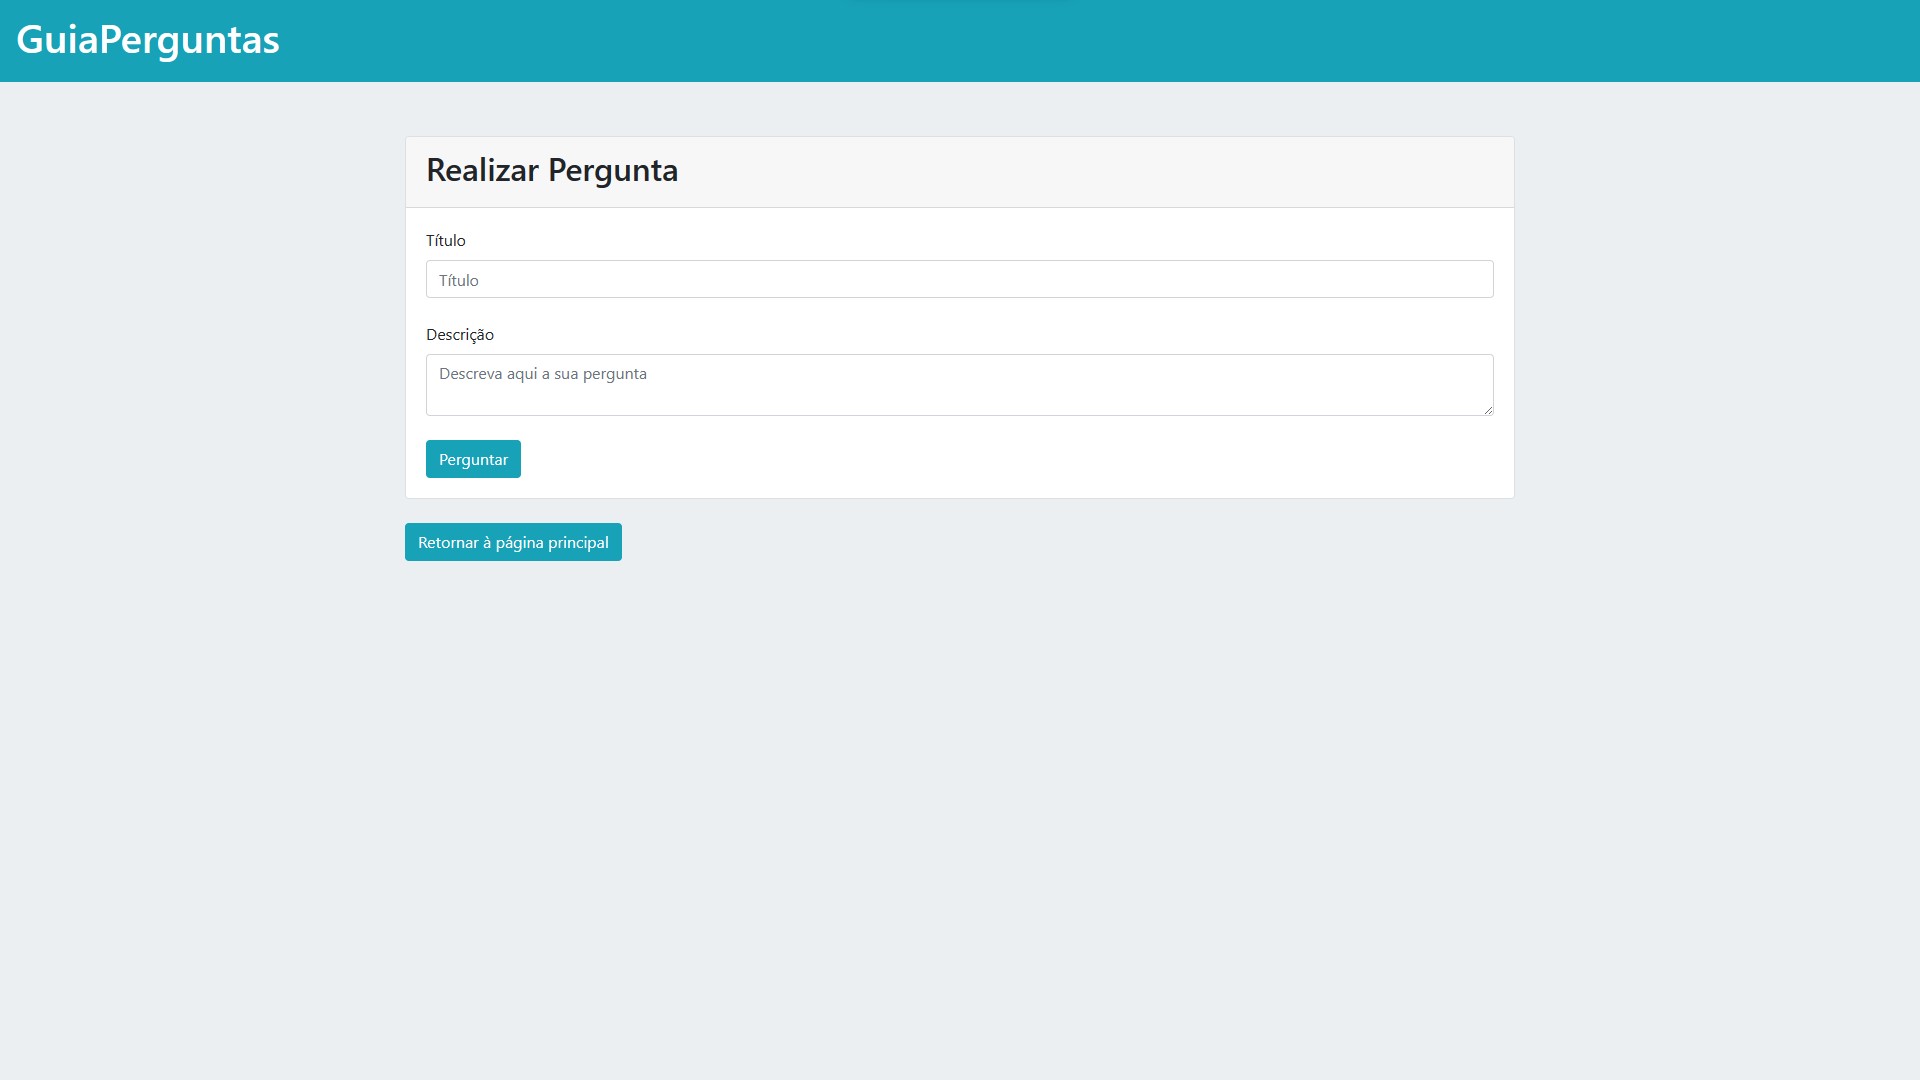 GuiaPerguntas
Realizar Pergunta
Título
Título
Descrição
Descreva aqui a sua pergunta
Perguntar
Retornar à página principal